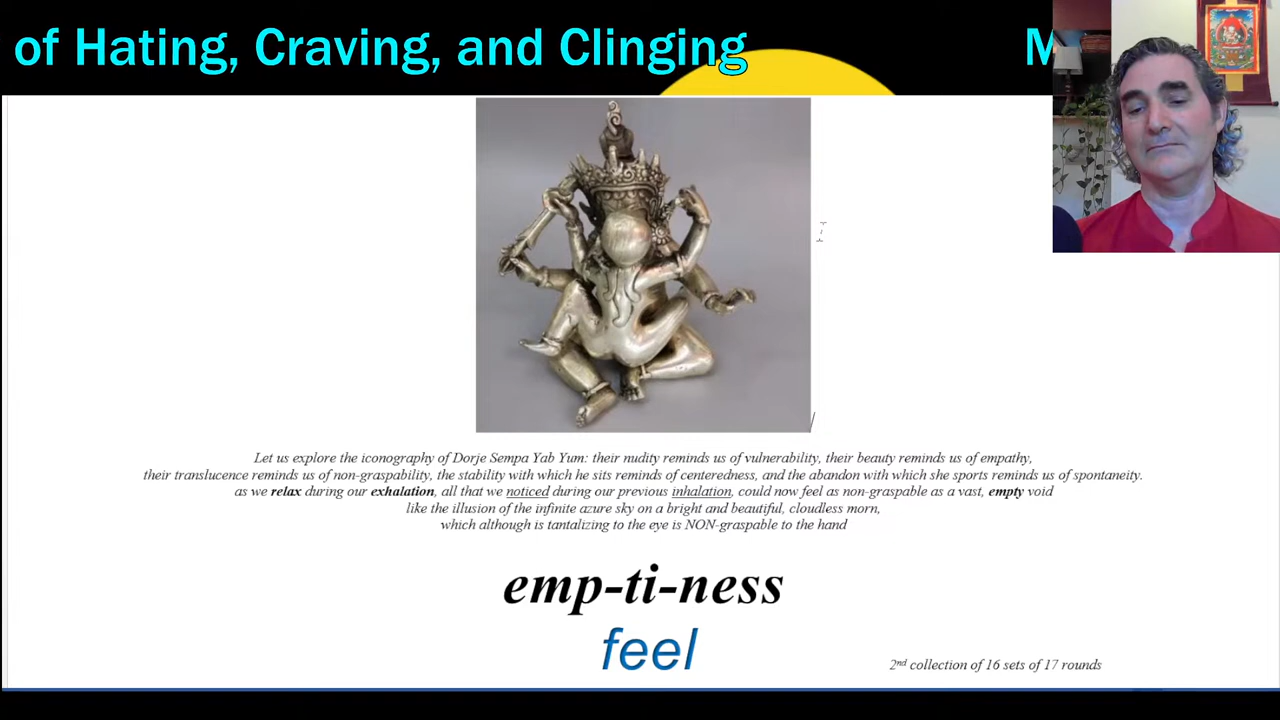 of Hating, Craving, and Clinging M
Let us explore the iconography of Dorje Sempa Yab Yum: their nudity reminds us of vulnerability, their beauty reminds us of empathy,
their translucence reminds us of non-graspability, the stability with which he sits reminds of centeredness, and the abandon with which she sports reminds us of spontaneity.
as we relax during our exhalation, all that we noticed during our previous inhalation, could now feel as non-graspable as a vast, empty void
like the illusion of the infinite azure sky on a bright and beautiful, cloudless morn,
which although is tantalizing to the eye is NON-graspable to the hand
emp-ti-ness
feel
2nd collection of 16 sets of 17 rounds